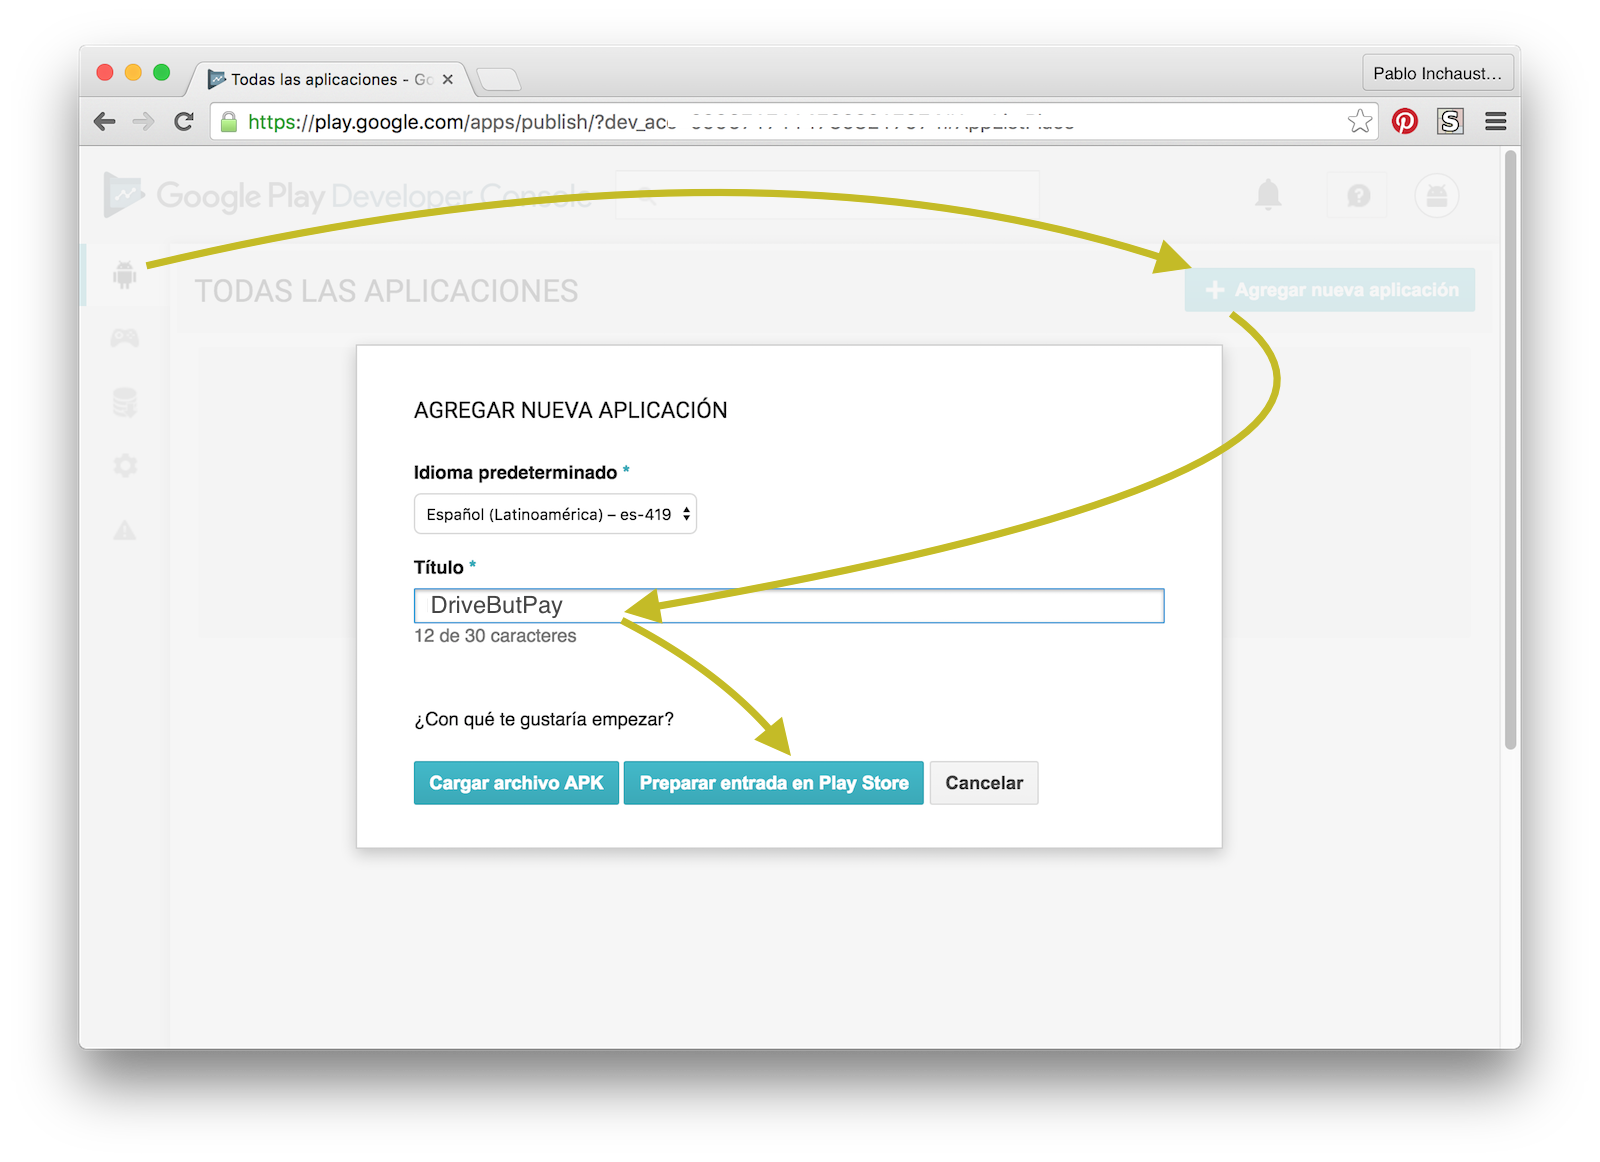 Todas las aplicaciones - Go
Pablo Inchaust...
https://play.google.com/apps/publish/?dev_acc
Google Play Developer Console
TODAS LAS APLICACIONES
+ Agregar nueva aplicación
AGREGAR NUEVA APLICACIÓN
Idioma predeterminado *
Español (Latinoamérica) – es-419
Título *
DriveButPay
12 de 30 caracteres
¿Con qué te gustaría empezar?
Cargar archivo APK
Preparar entrada en Play Store
Cancelar